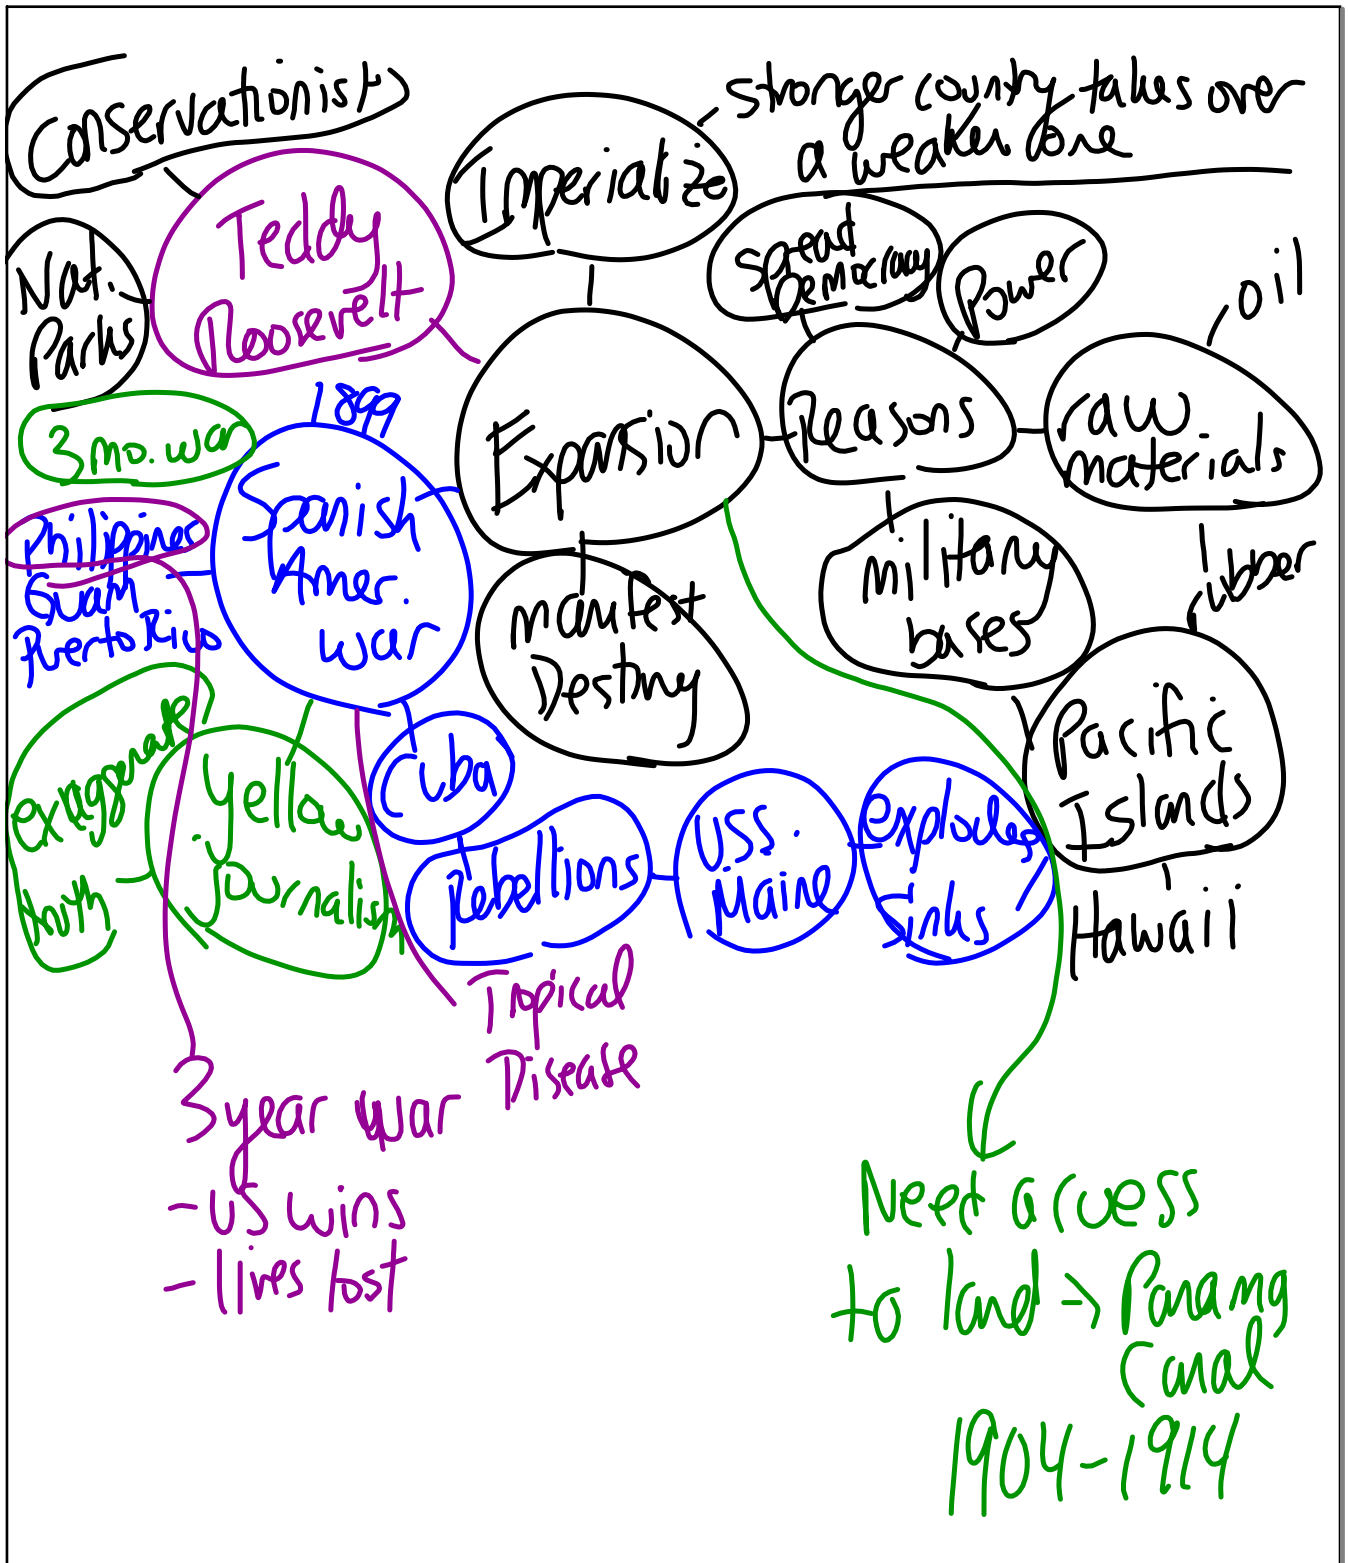 Conservationist
Imperialize
stronger country takes over
a weaker one
Teddy
Roosevelt
Nat.
Parks
Spread
Democracy
Power
oil
Expansion
Reasons
raw
materials
1899
3 mo. war
Spanish
Amer.
war
Philippines
Guam
Puerto Rico
Manifest
Destiny
military
bases
rubber
Pacific
Islands
Hawaii
exaggerate
truth
Yellow
journalism
Cuba
Rebellions
USS.
Maine
explodes
sinks
Tropical
Disease
3 year war
- US wins
- lives lost
Need access
to land → Panama
Canal
1904-1914